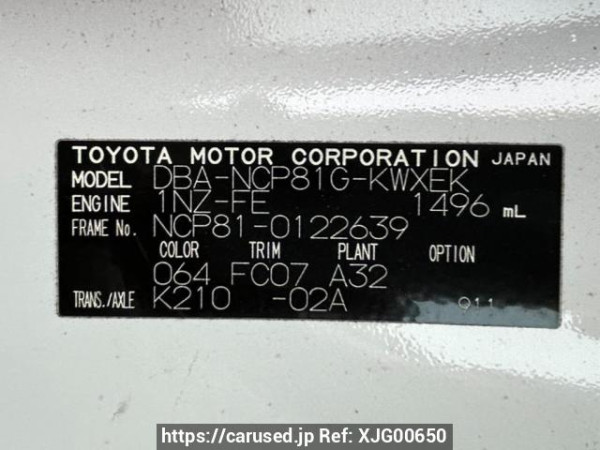 TOYOTA MOTOR CORPORATION JAPAN
MODEL DBA-NCP81G-KWXEK
ENGINE 1NZ-FE 1496 mL
FRAME No. NCP81-0122639
COLOR TRIM PLANT OPTION
064 FC07 A32
TRANS./AXLE K210 -02A 911
https://carused.jp Ref: XJG00650